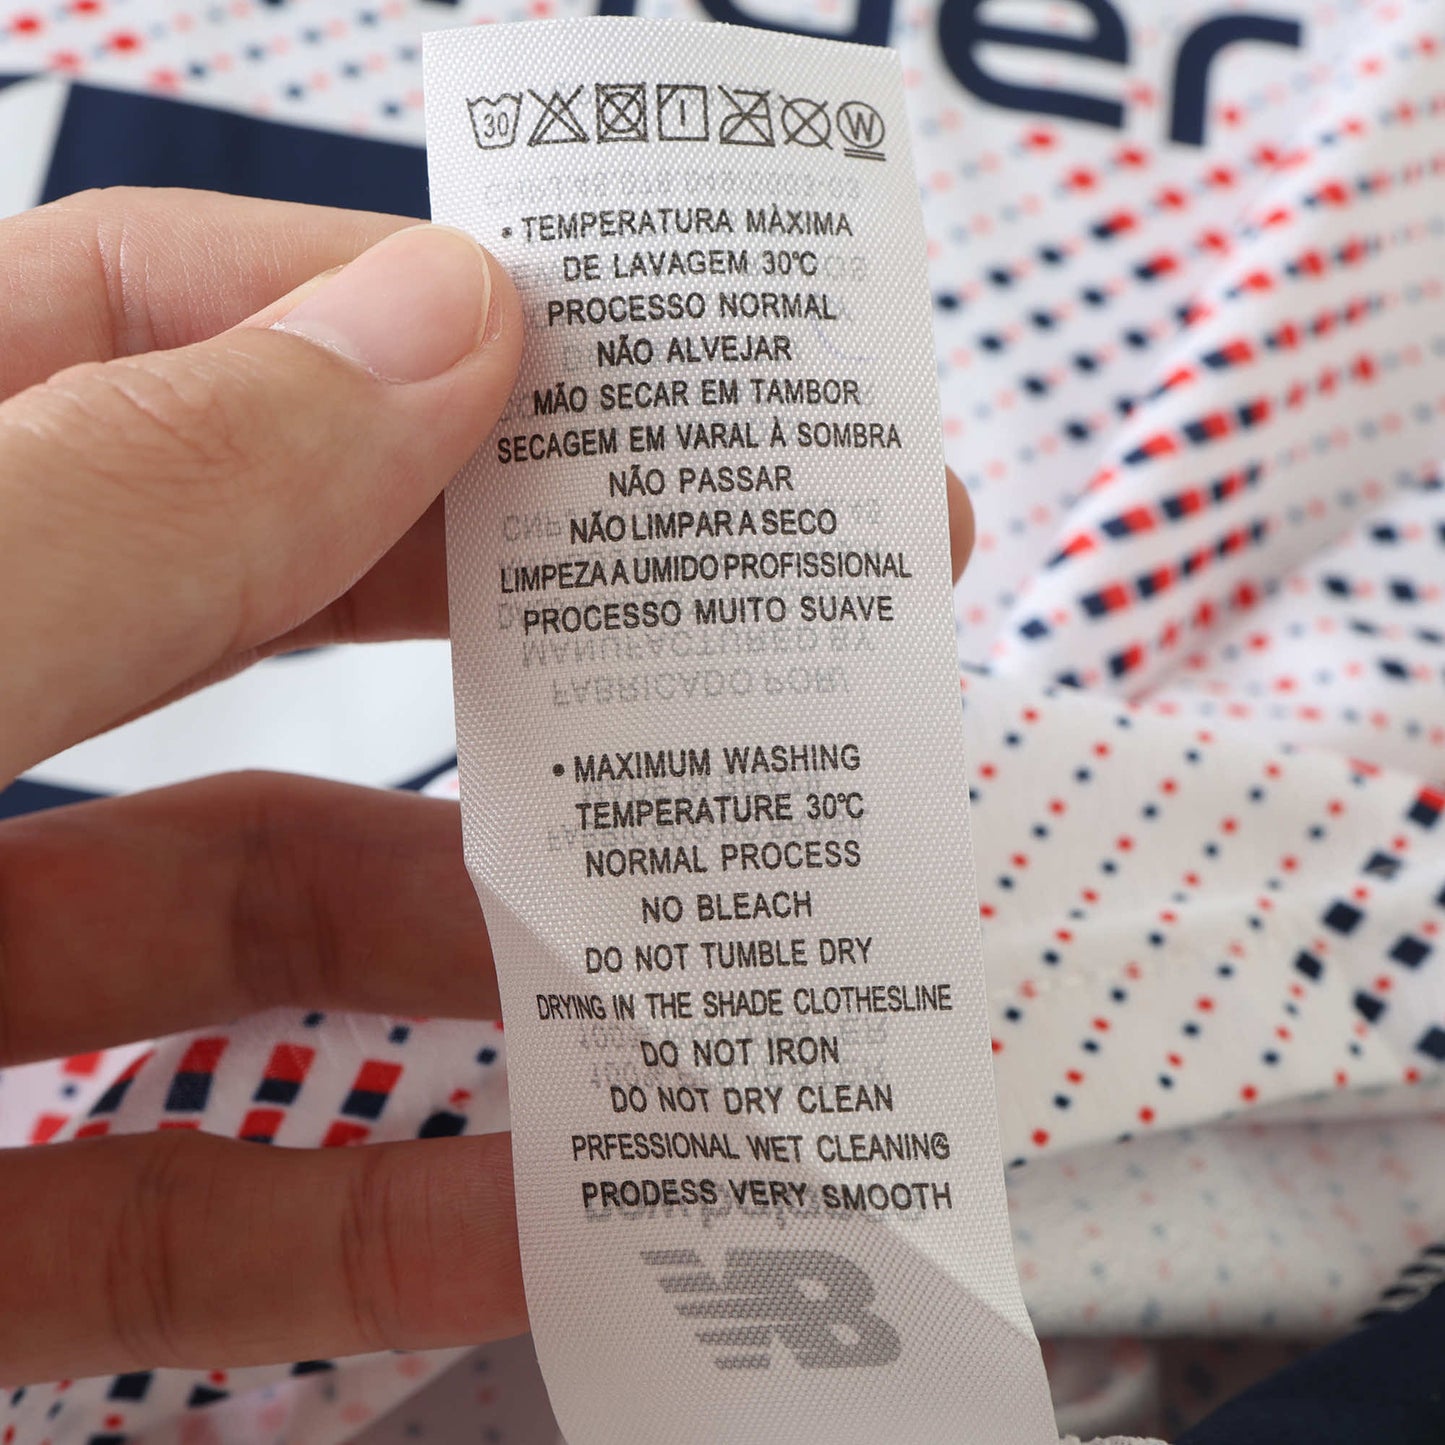 30 W
• TEMPERATURA MÀXIMA
DE LAVAGEM 30℃
PROCESSO NORMAL
NÃO ALVEJAR
MÃO SECAR EM TAMBOR
SECAGEM EM VARAL À SOMBRA
NÃO PASSAR
NÃO LIMPAR A SECO
LIMPEZA A UMIDO PROFISSIONAL
PROCESSO MUITO SUAVE
• MAXIMUM WASHING
TEMPERATURE 30℃
NORMAL PROCESS
NO BLEACH
DO NOT TUMBLE DRY
DRYING IN THE SHADE CLOTHESLINE
DO NOT IRON
DO NOT DRY CLEAN
PRFESSIONAL WET CLEANING
PRODESS VERY SMOOTH